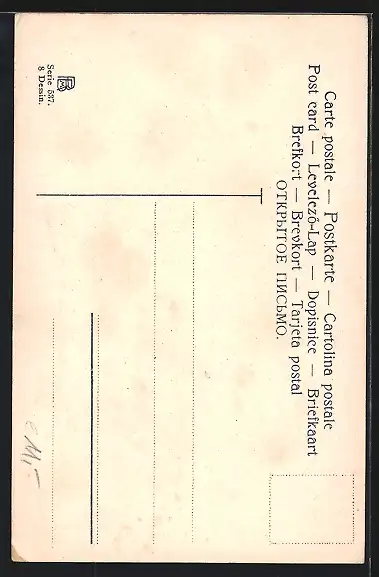 Carte postale — Postkarte — Cartolina postale
Post card — Levelező-Lap — Dopisnice — Briefkaart
Brefkort — Brevkort — Tarjeta postal
ОТКРЫТОЕ ПИСЬМО.
Serie 537.
8 Dessin.